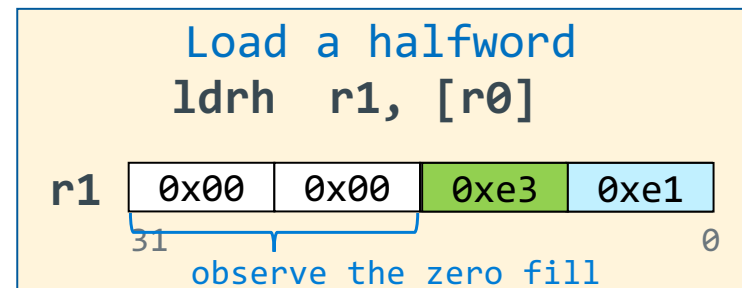 Load a halfword
ldrh r1, [r0]
r1 0x00 0x00 0xe3 0xe1
31 0
observe the zero fill